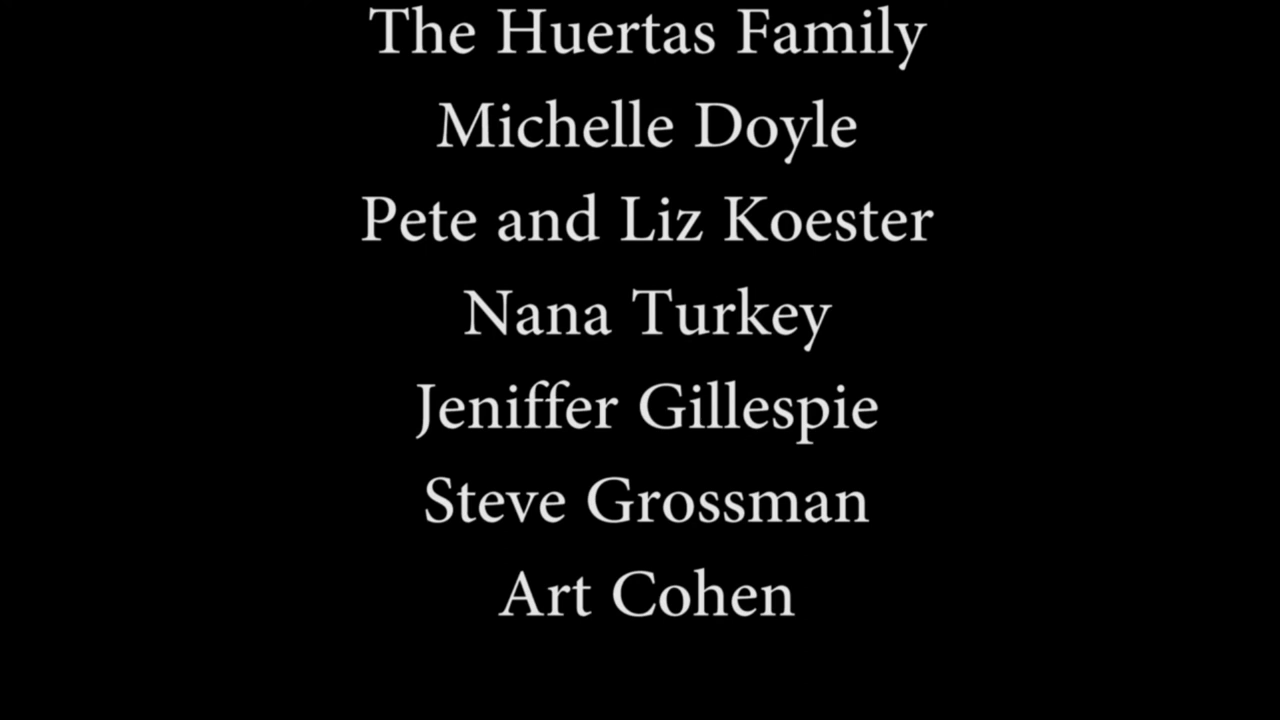 The Huertas Family
Michelle Doyle
Pete and Liz Koester
Nana Turkey
Jeniffer Gillespie
Steve Grossman
Art Cohen